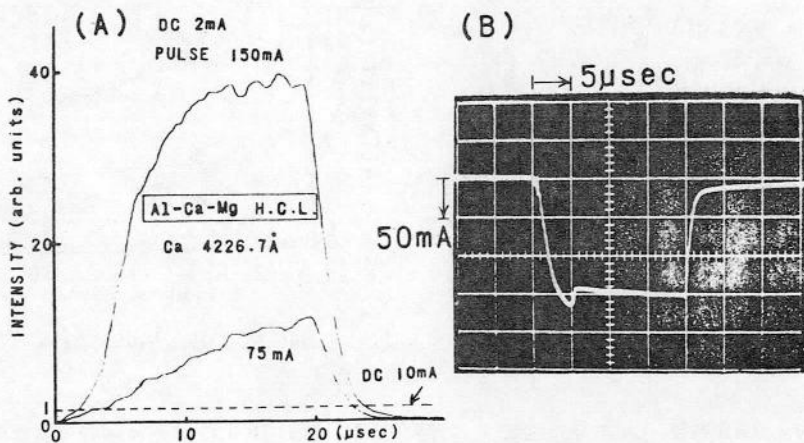 (A)
DC 2mA
PULSE 150mA
40
20
1
0
INTENSITY (arb. units)
Al-Ca-Mg H.C.L.
Ca 4226.7Å
75 mA
DC 10mA
0
20 (μsec)
(B)
5μsec
50mA